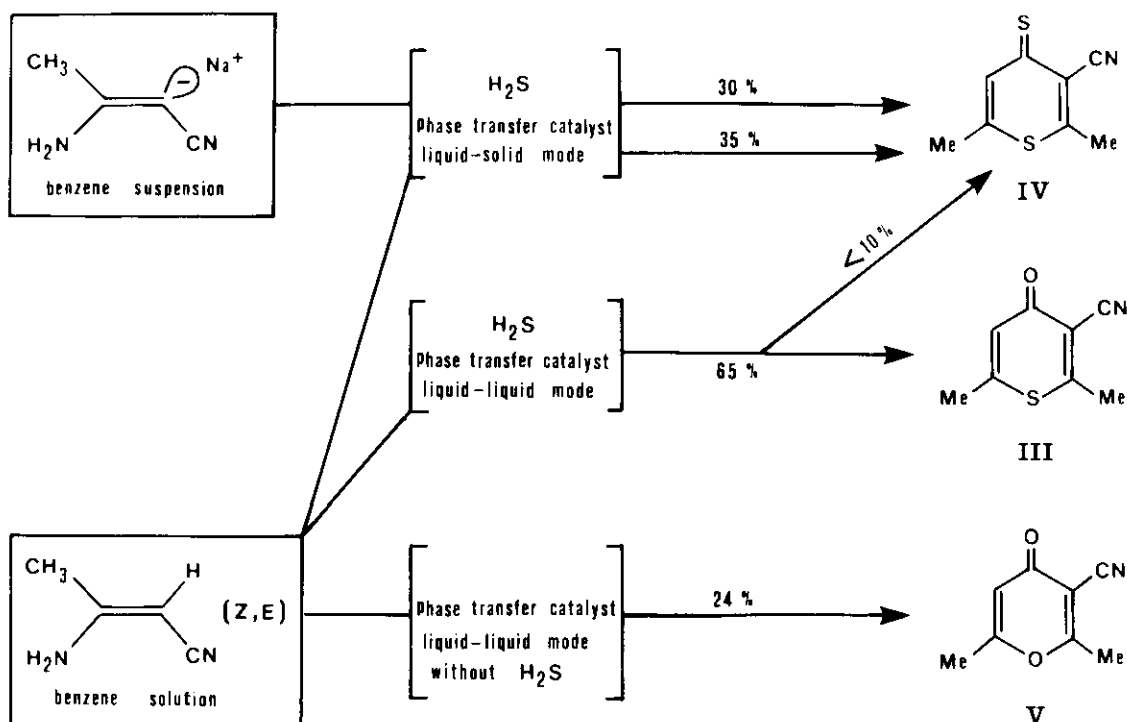 CH3
Na+
−
H2N
CN
benzene suspension
H2S
Phase transfer catalyst
liquid-solid mode
30 %
35 %
S
CN
Me
S
Me
IV
<10 %
H2S
Phase transfer catalyst
liquid-liquid mode
65 %
O
CN
Me
S
Me
III
CH3
H
(Z,E)
H2N
CN
benzene solution
Phase transfer catalyst
liquid-liquid mode
without H2S
24 %
O
CN
Me
O
Me
V